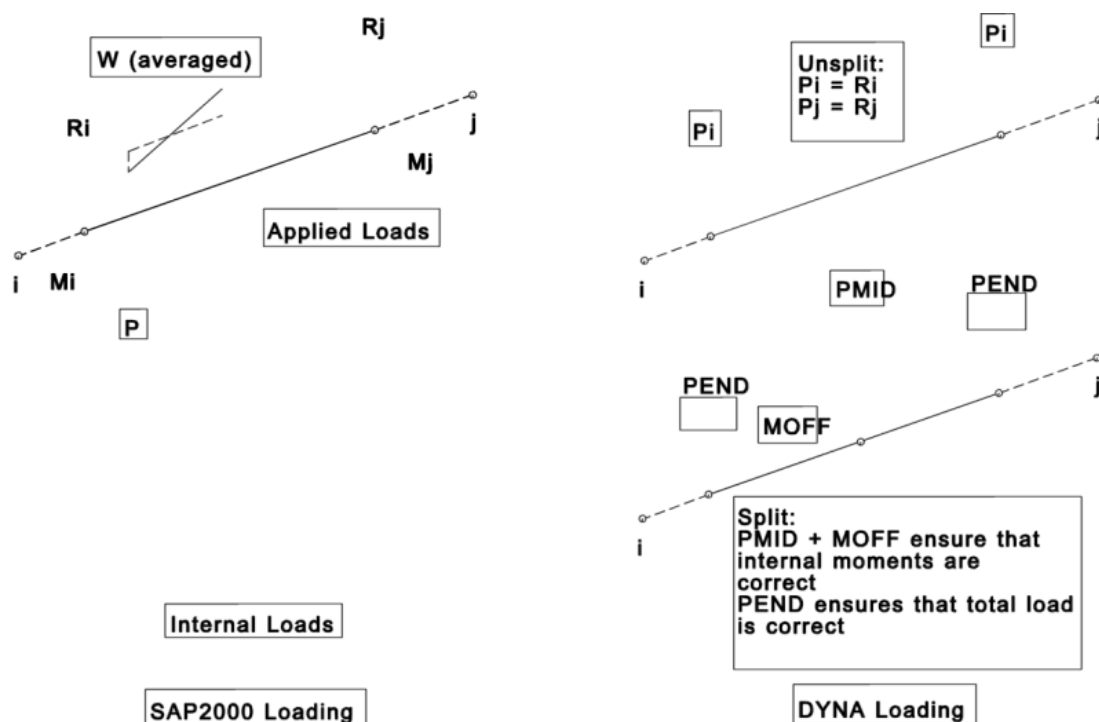 Rj
W (averaged)
Ri
j
Mj
Applied Loads
i
Mi
P
Internal Loads
SAP2000 Loading
Pi
Unsplit:
Pi = Ri
Pj = Rj
Pi
j
i
PMID
PEND
j
PEND
MOFF
i
Split:
PMID + MOFF ensure that
internal moments are
correct
PEND ensures that total load
is correct
DYNA Loading